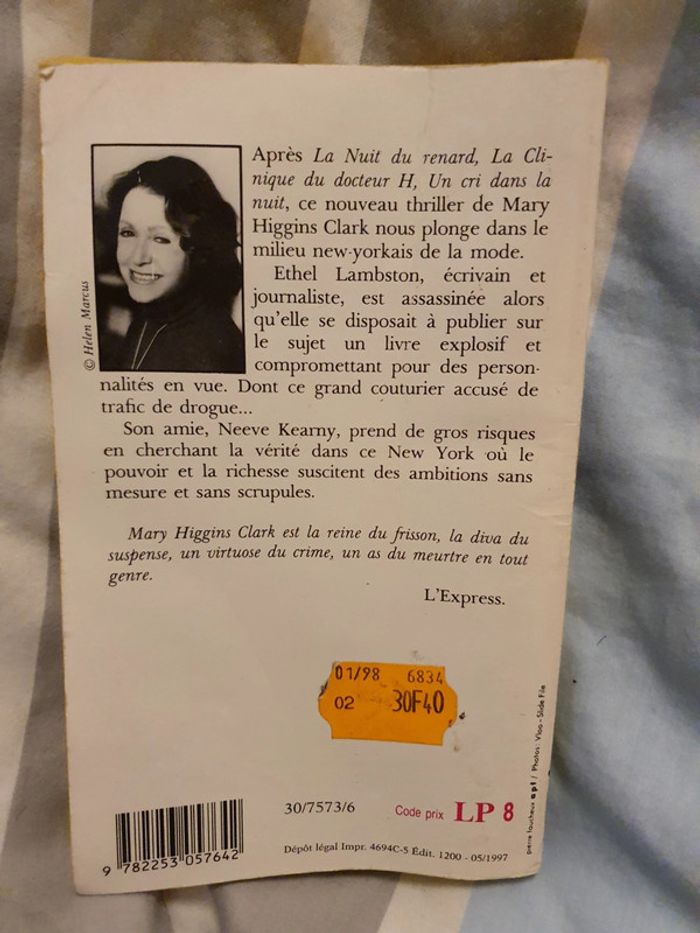 Après La Nuit du renard, La Cli-
nique du docteur H, Un cri dans la
nuit, ce nouveau thriller de Mary
Higgins Clark nous plonge dans le
milieu new-yorkais de la mode.
Ethel Lambston, écrivain et
journaliste, est assassinée alors
qu'elle se disposait à publier sur
le sujet un livre explosif et
compromettant pour des person-
nalités en vue. Dont ce grand couturier accusé de
trafic de drogue...
Son amie, Neeve Kearny, prend de gros risques
en cherchant la vérité dans ce New York où le
pouvoir et la richesse suscitent des ambitions sans
mesure et sans scrupules.
© Helen Marcus
Mary Higgins Clark est la reine du frisson, la diva du
suspense, un virtuose du crime, un as du meurtre en tout
genre.
L'Express.
01/98 6834
02 30F40
30/7573/6 Code prix LP 8
9 782253 057642
Dépôt légal Impr. 4694C-5 Édit. 1200 - 05/1997
pierre faucheux apf / Photos: Vloo - Slide File